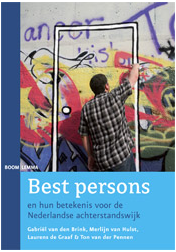 BOOM|LEMMA
Best persons
en hun betekenis voor de
Nederlandse achterstandswijk
Gabriël van den Brink, Merlijn van Hulst,
Laurens de Graaf & Ton van der Pennen